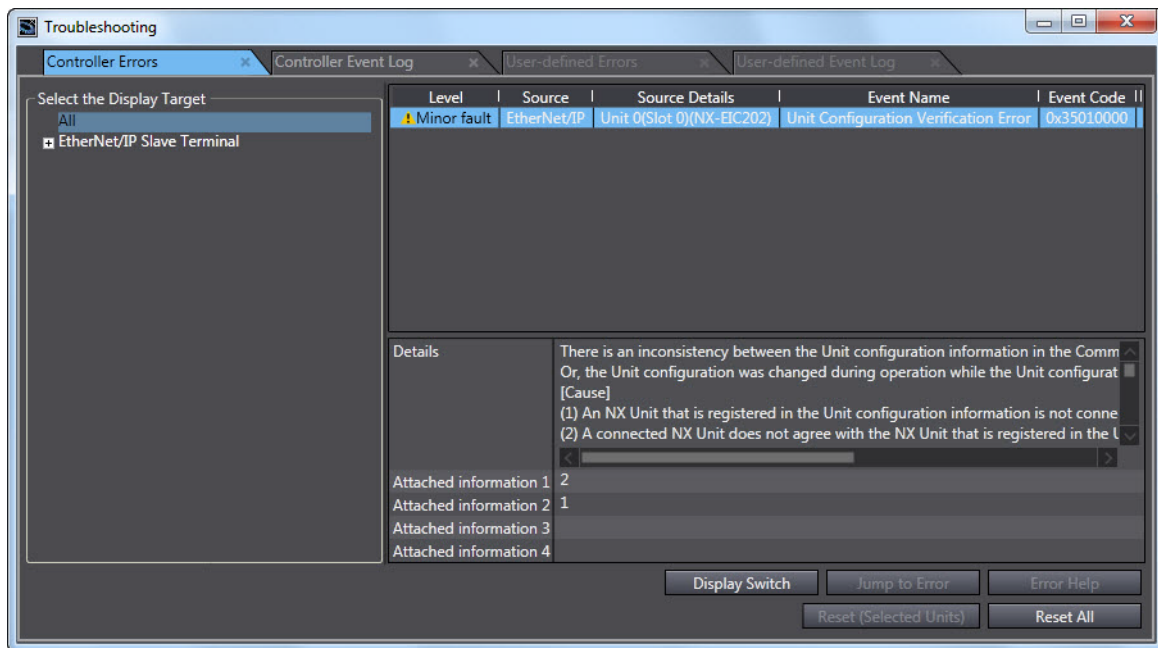 Troubleshooting
Controller Errors
Controller Event Log
User-defined Errors
User-defined Event Log
Select the Display Target
All
EtherNet/IP Slave Terminal
Level Source Source Details Event Name Event Code
Minor fault EtherNet/IP Unit 0(Slot 0)(NX-EIC202) Unit Configuration Verification Error 0x35010000
Details
There is an inconsistency between the Unit configuration information in the Comm
Or, the Unit configuration was changed during operation while the Unit configurat
[Cause]
(1) An NX Unit that is registered in the Unit configuration information is not conne
(2) A connected NX Unit does not agree with the NX Unit that is registered in the
Attached information 1 2
Attached information 2 1
Attached information 3
Attached information 4
Display Switch Jump to Error Error Help
Reset (Selected Units) Reset All